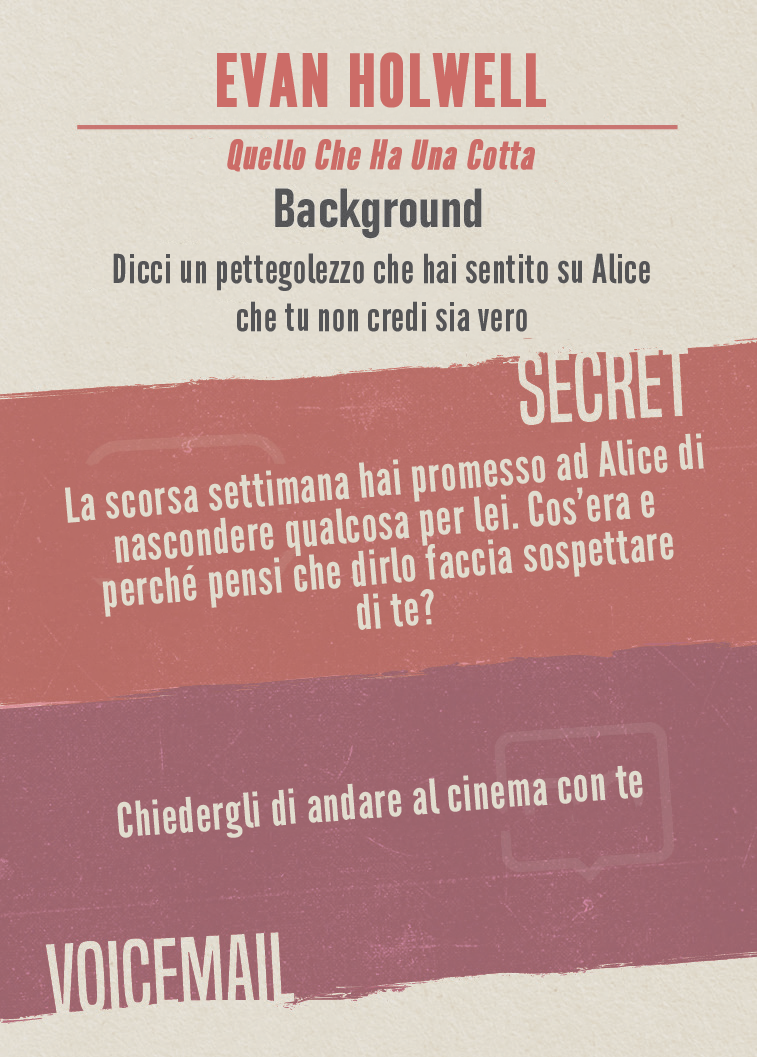 EVAN HOLWELL
Quello Che Ha Una Cotta
Background
Dicci un pettegolezzo che hai sentito su Alice
che tu non credi sia vero
SECRET
La scorsa settimana hai promesso ad Alice di
nascondere qualcosa per lei. Cos’era e
perché pensi che dirlo faccia sospettare
di te?
Chiedergli di andare al cinema con te
VOICEMAIL